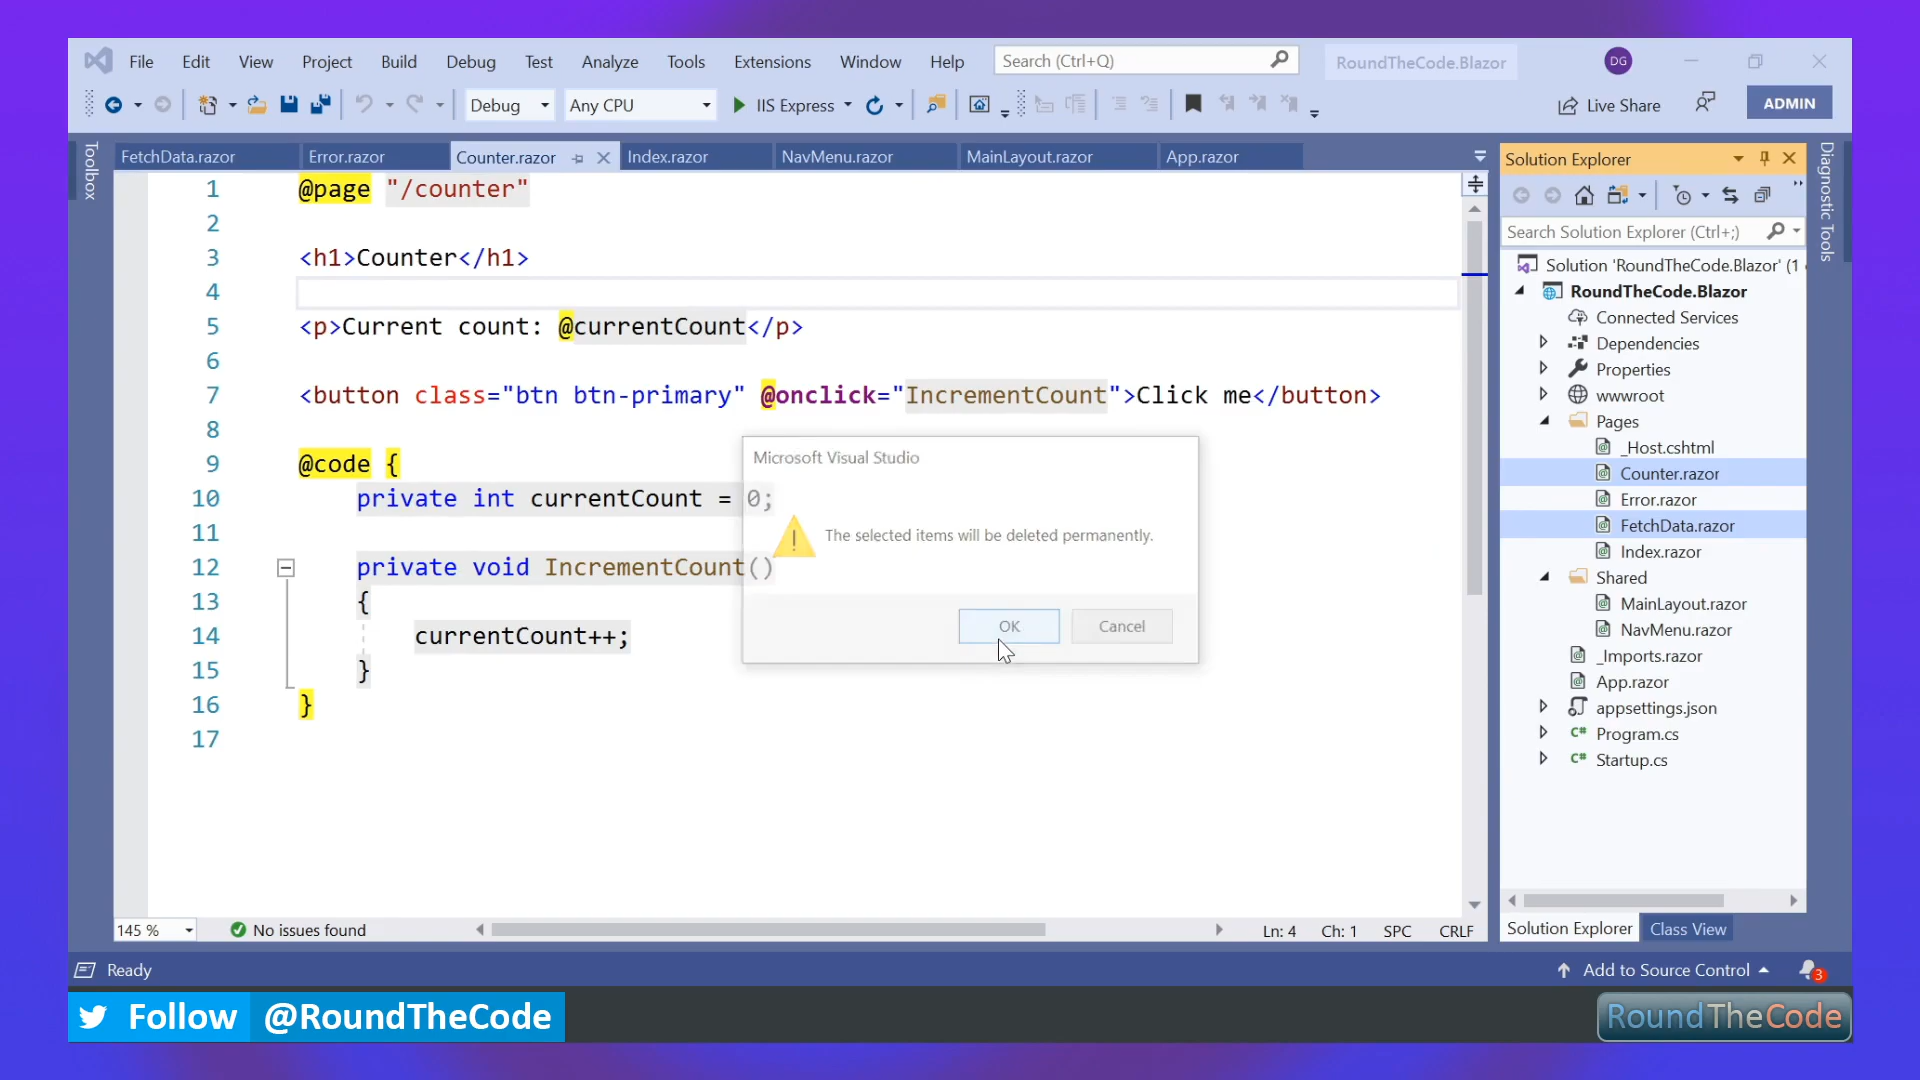 File Edit View Project Build Debug Test Analyze Tools Extensions Window Help Search (Ctrl+Q) RoundTheCode.Blazor DG
Debug Any CPU IIS Express Live Share ADMIN
Toolbox
FetchData.razor Error.razor Counter.razor Index.razor NavMenu.razor MainLayout.razor App.razor
1 @page "/counter"
2
3 <h1>Counter</h1>
4
5 <p>Current count: @currentCount</p>
6
7 <button class="btn btn-primary" @onclick="IncrementCount">Click me</button>
8
9 @code {
10 private int currentCount = 0;
11
12 private void IncrementCount()
13 {
14 currentCount++;
15 }
16 }
17
Microsoft Visual Studio
The selected items will be deleted permanently.
OK Cancel
145 % No issues found Ln: 4 Ch: 1 SPC CRLF
Solution Explorer
Search Solution Explorer (Ctrl+;)
Solution 'RoundTheCode.Blazor' (1
RoundTheCode.Blazor
Connected Services
Dependencies
Properties
wwwroot
Pages
_Host.cshtml
Counter.razor
Error.razor
FetchData.razor
Index.razor
Shared
MainLayout.razor
NavMenu.razor
_Imports.razor
App.razor
appsettings.json
C# Program.cs
C# Startup.cs
Solution Explorer Class View
Diagnostic Tools
Ready Add to Source Control 3
Follow @RoundTheCode
RoundTheCode